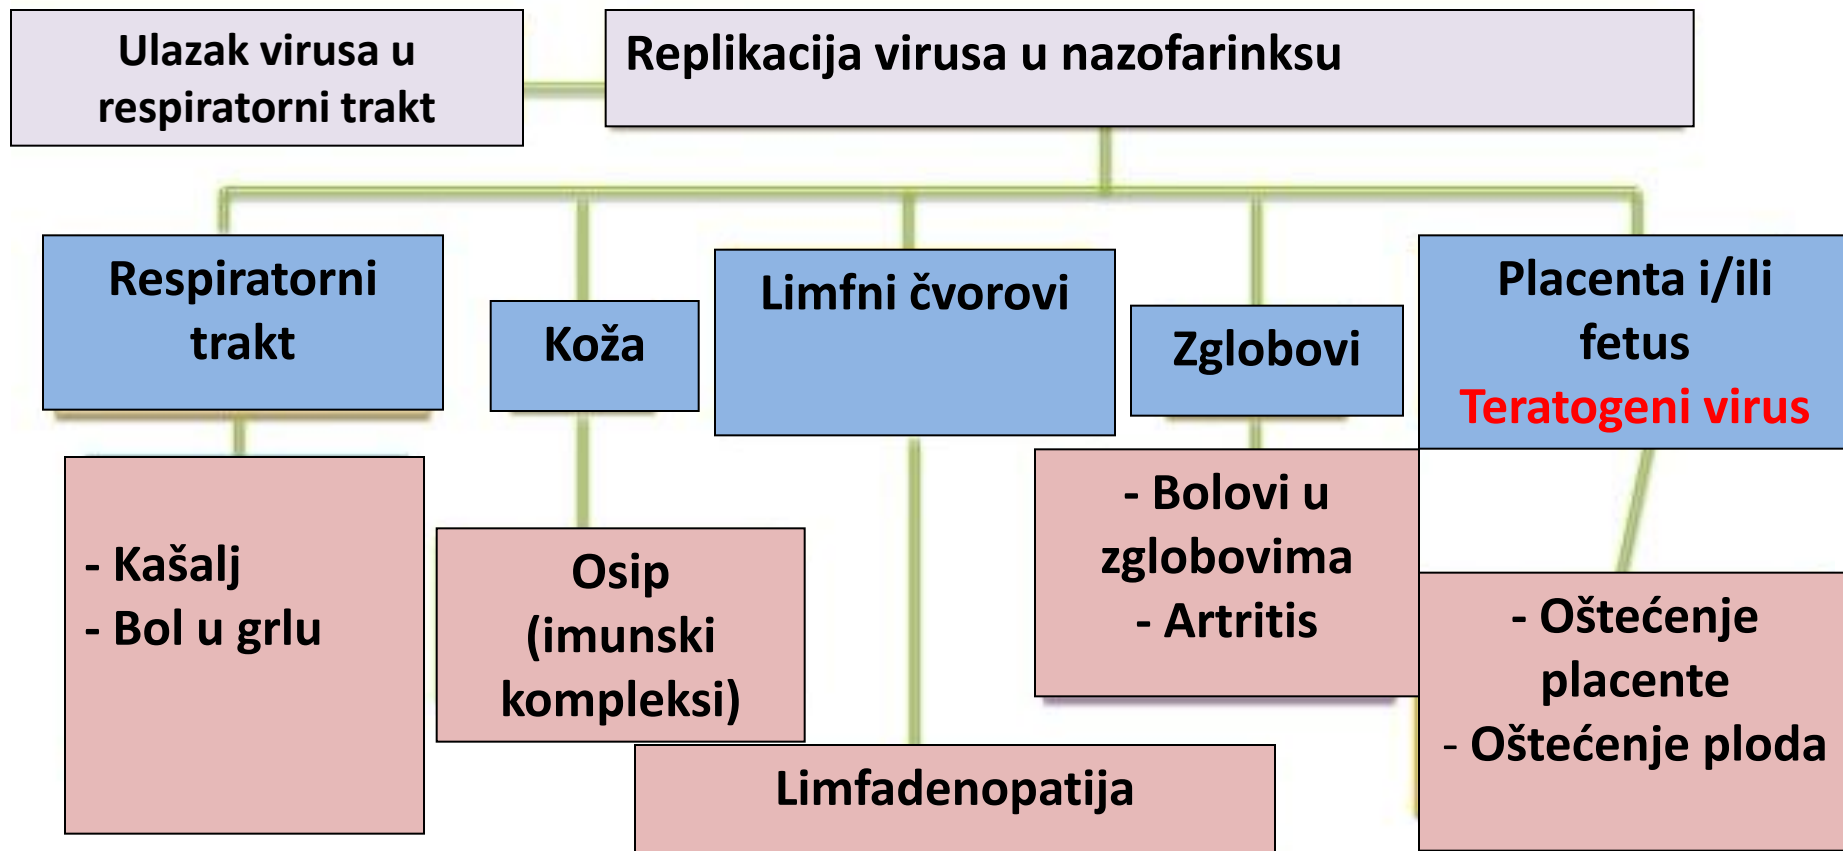 Ulazak virusa u
respiratorni trakt
Replikacija virusa u nazofarinksu
Respiratorni
trakt
Koža
Limfni čvorovi
Zglobovi
Placenta i/ili
fetus
Teratogeni virus
- Kašalj
- Bol u grlu
Osip
(imunski
kompleksi)
Limfadenopatija
- Bolovi u
zglobovima
- Artritis
- Oštećenje
placente
- Oštećenje ploda